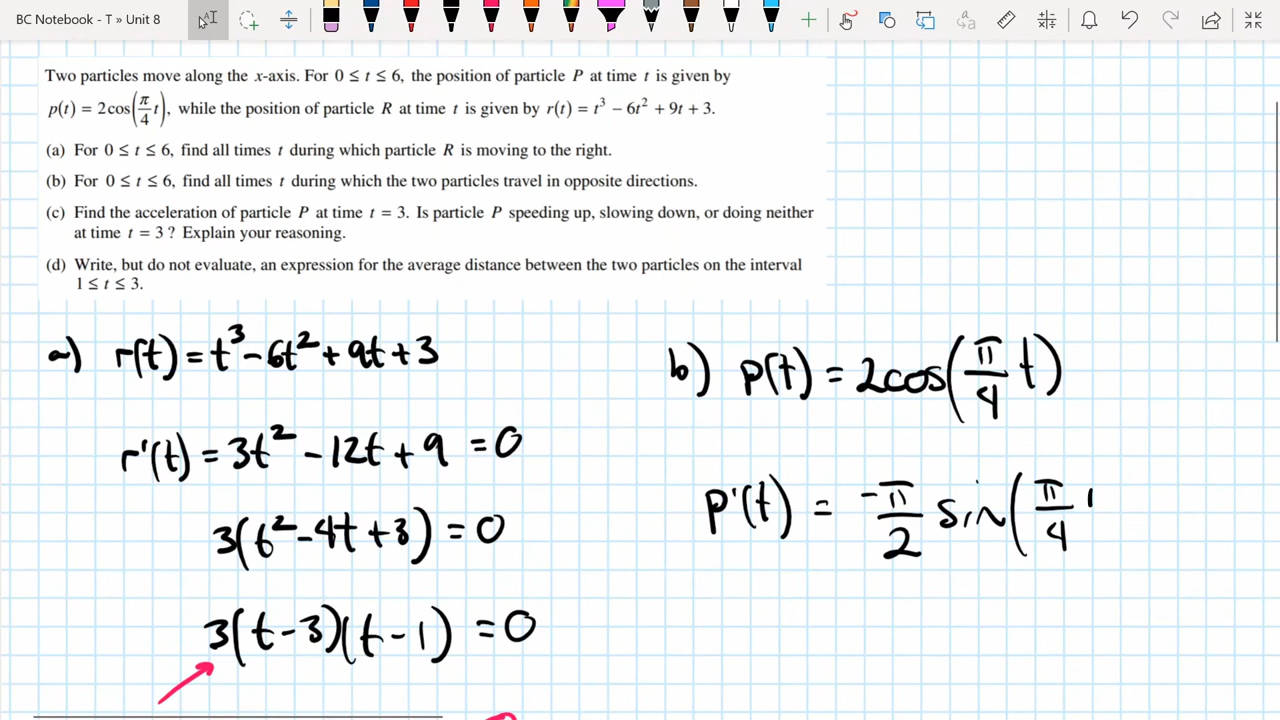 BC Notebook - T » Unit 8
Two particles move along the x-axis. For 0 ≤ t ≤ 6, the position of particle P at time t is given by
p(t) = 2cos(π/4 t), while the position of particle R at time t is given by r(t) = t³ − 6t² + 9t + 3.
(a) For 0 ≤ t ≤ 6, find all times t during which particle R is moving to the right.
(b) For 0 ≤ t ≤ 6, find all times t during which the two particles travel in opposite directions.
(c) Find the acceleration of particle P at time t = 3. Is particle P speeding up, slowing down, or doing neither
at time t = 3 ? Explain your reasoning.
(d) Write, but do not evaluate, an expression for the average distance between the two particles on the interval
1 ≤ t ≤ 3.
a) r(t) = t³ - 6t² + 9t + 3
r'(t) = 3t² - 12t + 9 = 0
3(t² - 4t + 3) = 0
3(t - 3)(t - 1) = 0
b) p(t) = 2cos(π/4 t)
p'(t) = -π/2 sin(π/4